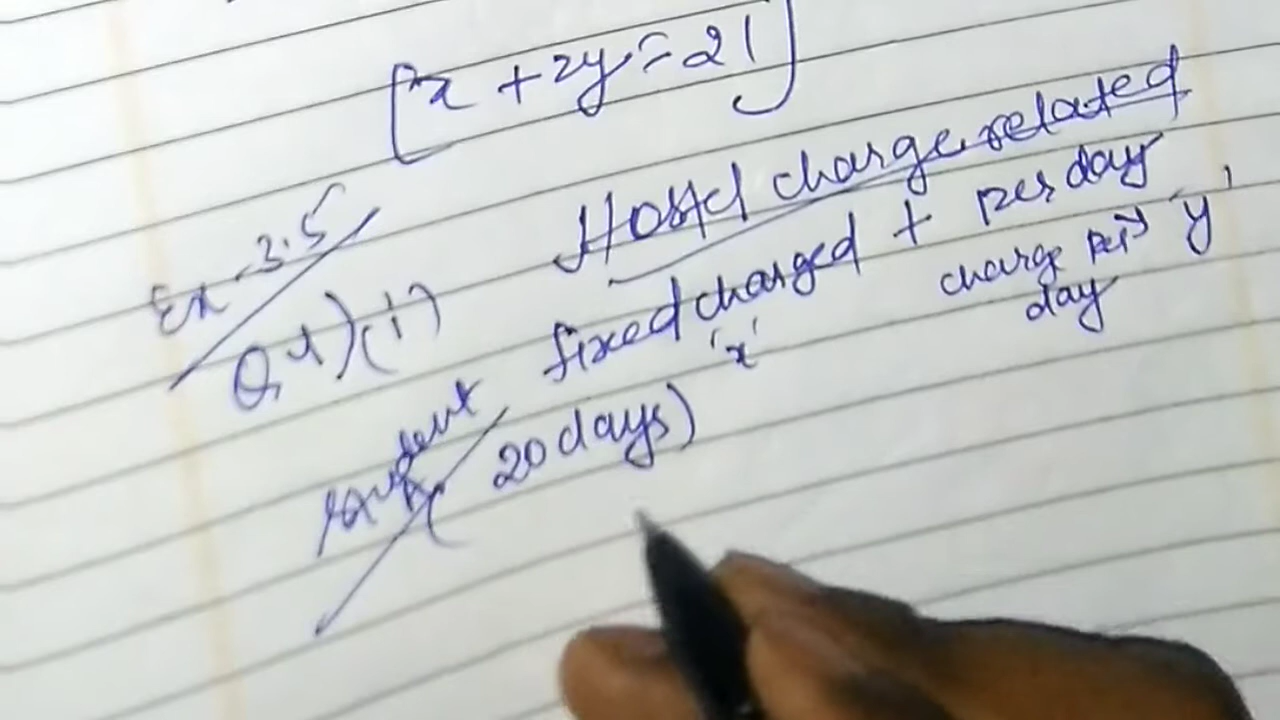 [x + 2y = 21]
Hostel charge related
Ex-3.5
Q.4)(i)
fixed charged + per day
'x'
charge per 'y'
day
student
A (20 days)